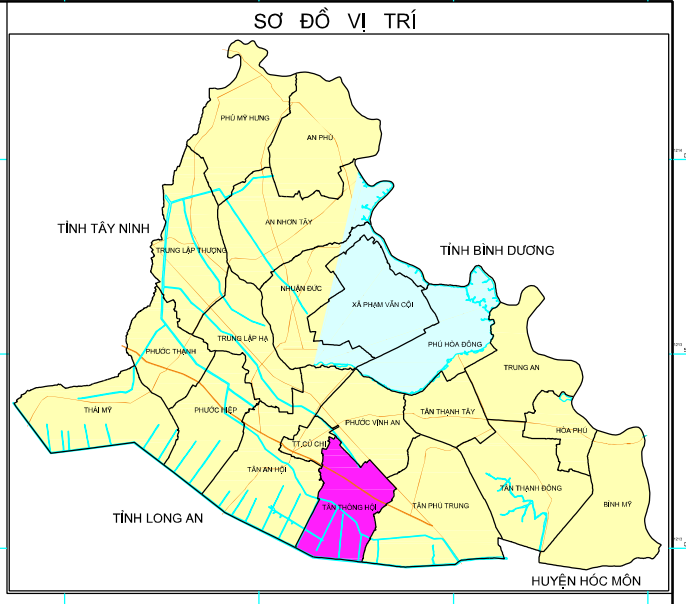 SƠ ĐỒ VỊ TRÍ
PHÚ MỸ HƯNG
AN PHÚ
AN NHƠN TÂY
TỈNH TÂY NINH
TRUNG LẬP THƯỢNG
TỈNH BÌNH DƯƠNG
NHUẬN ĐỨC
XÃ PHẠM VĂN CỘI
TRUNG LẬP HẠ
PHÚ HÒA ĐÔNG
PHƯỚC THẠNH
TRUNG AN
THÁI MỸ
PHƯỚC HIỆP
TÂN THẠNH TÂY
PHƯỚC VĨNH AN
HÒA PHÚ
TT.CỦ CHI
TÂN AN HỘI
TÂN THẠNH ĐÔNG
TÂN THÔNG HỘI
TÂN PHÚ TRUNG
BÌNH MỸ
TỈNH LONG AN
HUYỆN HÓC MÔN